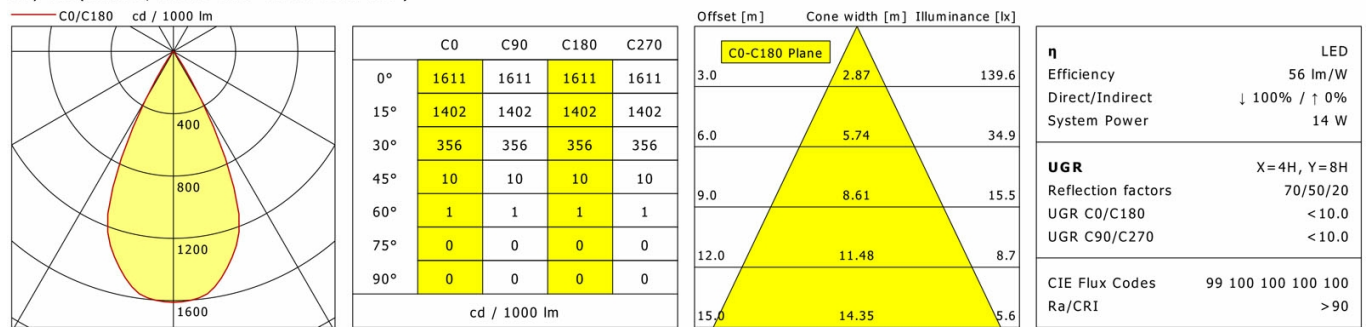 C0/C180 cd / 1000 lm
400
800
1200
1600
C0 C90 C180 C270
0° 1611 1611 1611 1611
15° 1402 1402 1402 1402
30° 356 356 356 356
45° 10 10 10 10
60° 1 1 1 1
75° 0 0 0 0
90° 0 0 0 0
cd / 1000 lm
Offset [m] Cone width [m] Illuminance [lx]
C0-C180 Plane
3.0 2.87 139.6
6.0 5.74 34.9
9.0 8.61 15.5
12.0 11.48 8.7
15.0 14.35 5.6
η LED
Efficiency 56 lm/W
Direct/Indirect ↓ 100% / ↑ 0%
System Power 14 W
UGR X=4H, Y=8H
Reflection factors 70/50/20
UGR C0/C180 <10.0
UGR C90/C270 <10.0
CIE Flux Codes 99 100 100 100 100
Ra/CRI >90